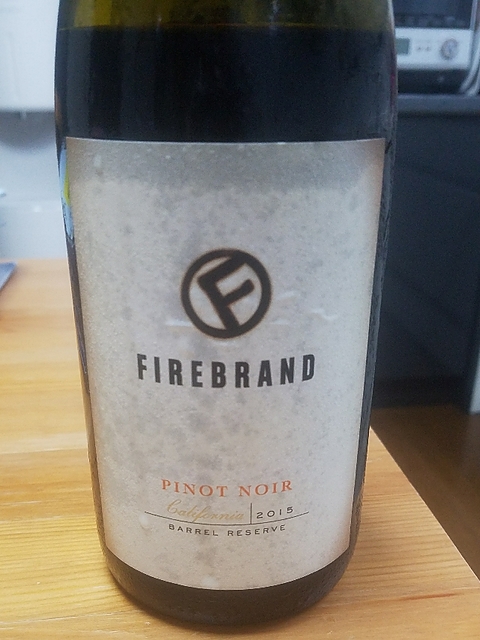 F
FIREBRAND
PINOT NOIR
California | 2015
BARREL RESERVE